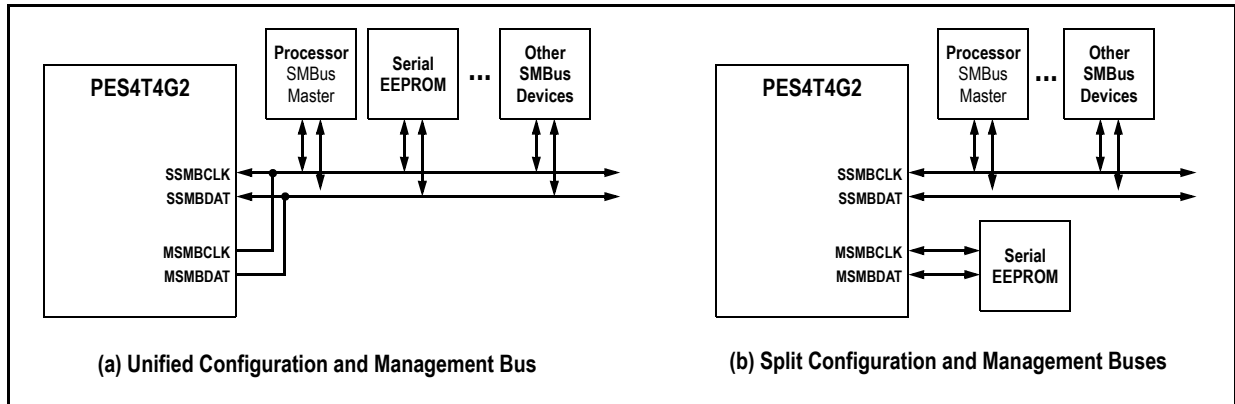 PES4T4G2
Processor
SMBus
Master
Serial
EEPROM
...
Other
SMBus
Devices
SSMBCLK
SSMBDAT
MSMBCLK
MSMBDAT
(a) Unified Configuration and Management Bus
PES4T4G2
Processor
SMBus
Master
...
Other
SMBus
Devices
SSMBCLK
SSMBDAT
MSMBCLK
MSMBDAT
Serial
EEPROM
(b) Split Configuration and Management Buses